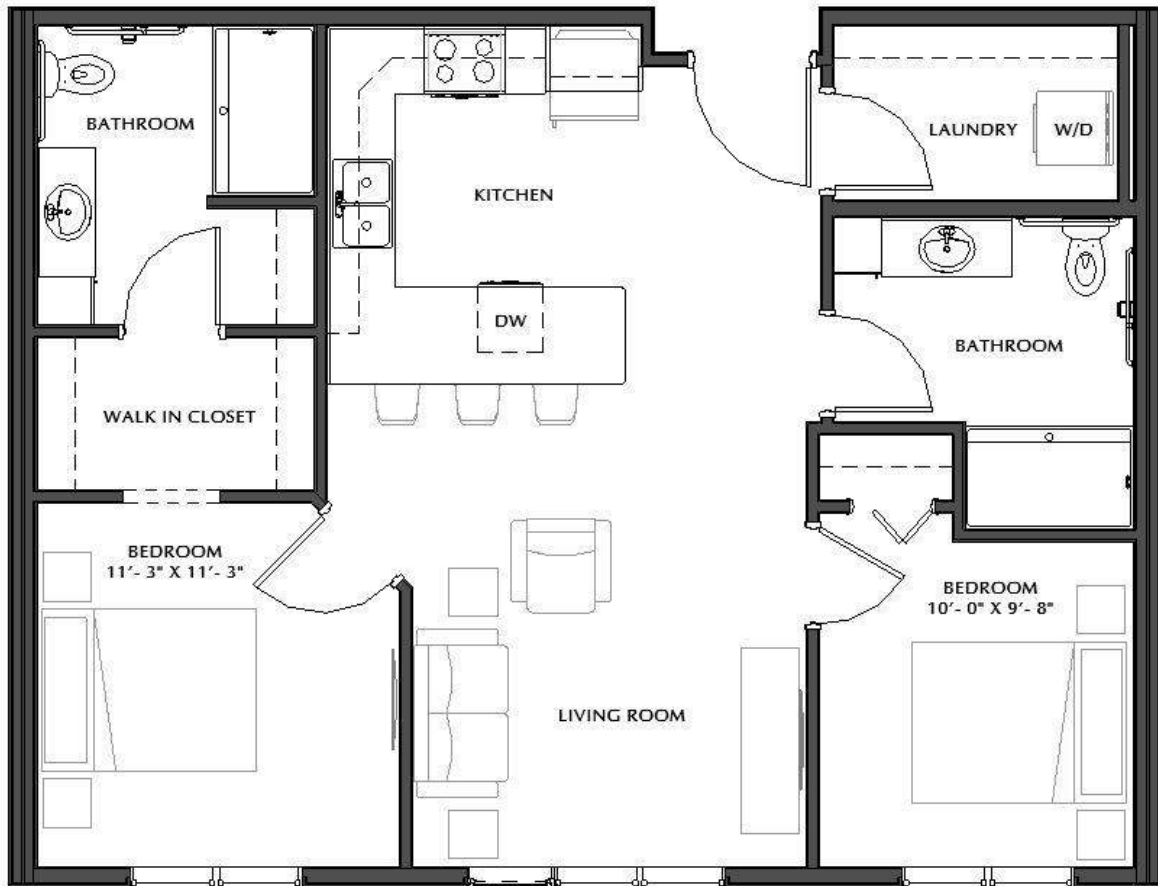 BATHROOM
LAUNDRY
W/D
KITCHEN
DW
BATHROOM
WALK IN CLOSET
BEDROOM
11'- 3" X 11'- 3"
BEDROOM
10'- 0" X 9'- 8"
LIVING ROOM